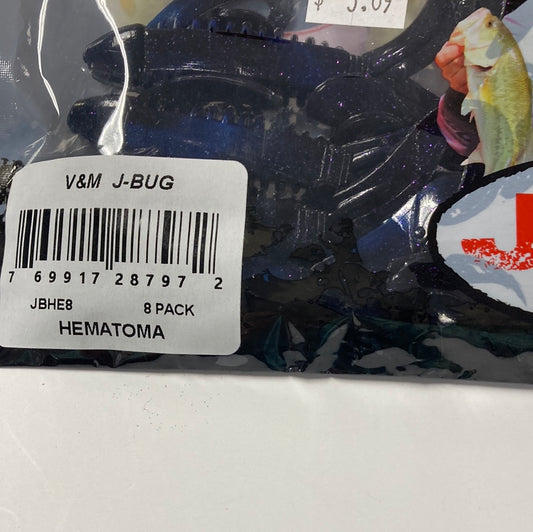 V&M J-BUG
7 69917 28797 2
JBHE8 8 PACK
HEMATOMA
J